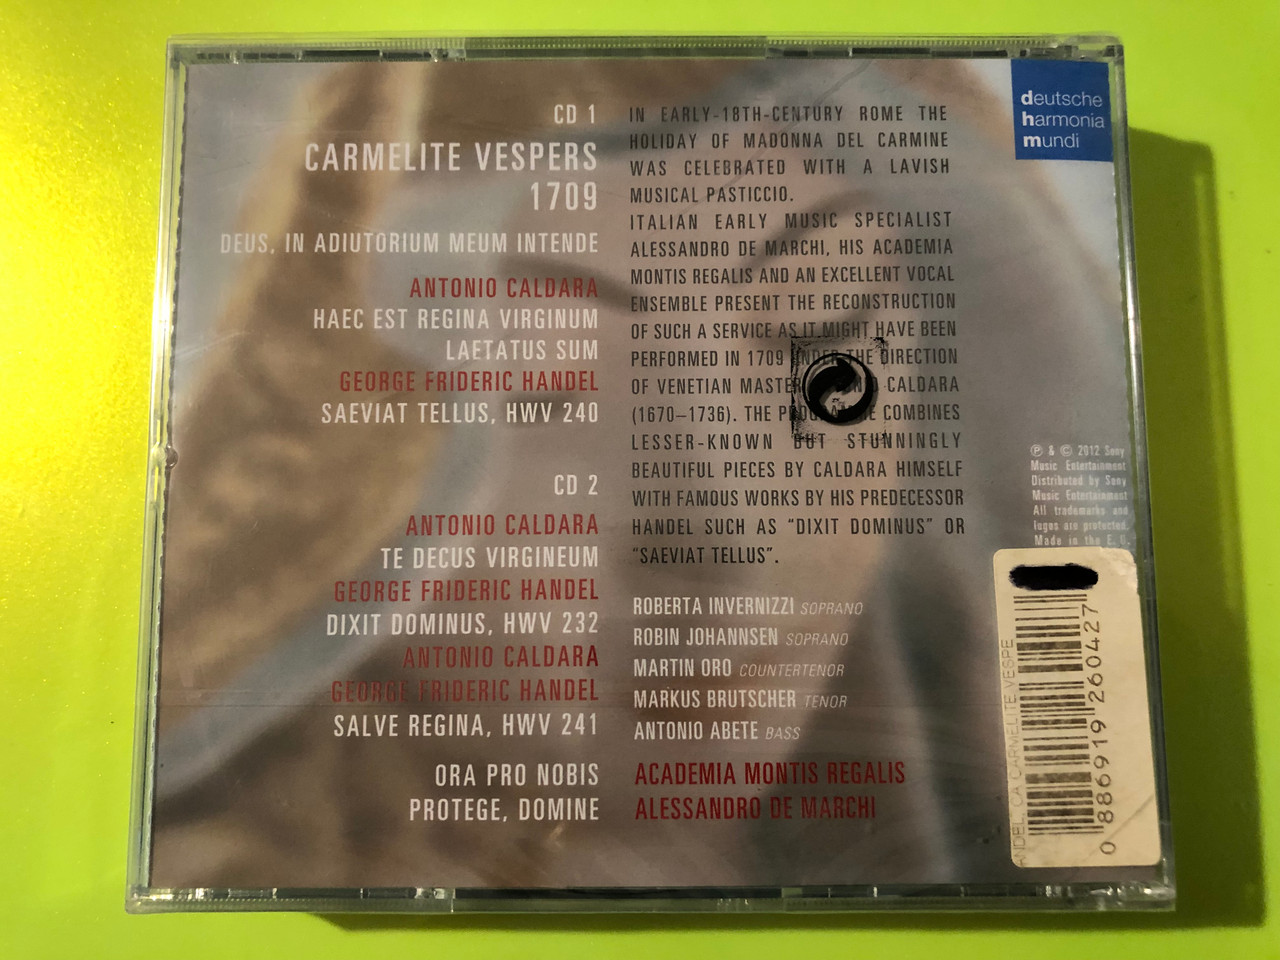 CD 1
CARMELITE VESPERS
1709
DEUS, IN ADIUTORIUM MEUM INTENDE
ANTONIO CALDARA
HAEC EST REGINA VIRGINUM
LAETATUS SUM
GEORGE FRIDERIC HANDEL
SAEVIAT TELLUS, HWV 240
CD 2
ANTONIO CALDARA
TE DECUS VIRGINEUM
GEORGE FRIDERIC HANDEL
DIXIT DOMINUS, HWV 232
ANTONIO CALDARA
GEORGE FRIDERIC HANDEL
SALVE REGINA, HWV 241
ORA PRO NOBIS
PROTEGE, DOMINE
IN EARLY-18TH-CENTURY ROME THE
HOLIDAY OF MADONNA DEL CARMINE
WAS CELEBRATED WITH A LAVISH
MUSICAL PASTICCIO.
ITALIAN EARLY MUSIC SPECIALIST
ALESSANDRO DE MARCHI, HIS ACADEMIA
MONTIS REGALIS AND AN EXCELLENT VOCAL
ENSEMBLE PRESENT THE RECONSTRUCTION
OF SUCH A SERVICE AS IT MIGHT HAVE BEEN
PERFORMED IN 1709 UNDER THE DIRECTION
OF VENETIAN MASTER CALDARA
(1670–1736). THE COMBINES
LESSER-KNOWN BUT STUNNINGLY
BEAUTIFUL PIECES BY CALDARA HIMSELF
WITH FAMOUS WORKS BY HIS PREDECESSOR
HANDEL SUCH AS "DIXIT DOMINUS" OR
"SAEVIAT TELLUS".
ROBERTA INVERNIZZI SOPRANO
ROBIN JOHANNSEN SOPRANO
MARTIN ORO COUNTERTENOR
MARKUS BRUTSCHER TENOR
ANTONIO ABETE BASS
ACADEMIA MONTIS REGALIS
ALESSANDRO DE MARCHI
deutsche
harmonia
mundi
℗ & © 2012 Sony
Music Entertainment
Distributed by Sony
Music Entertainment
All trademarks and
logos are protected.
Made in the E. U.
ANDEL, CA CARMELITE VESPE
0 886919 260427